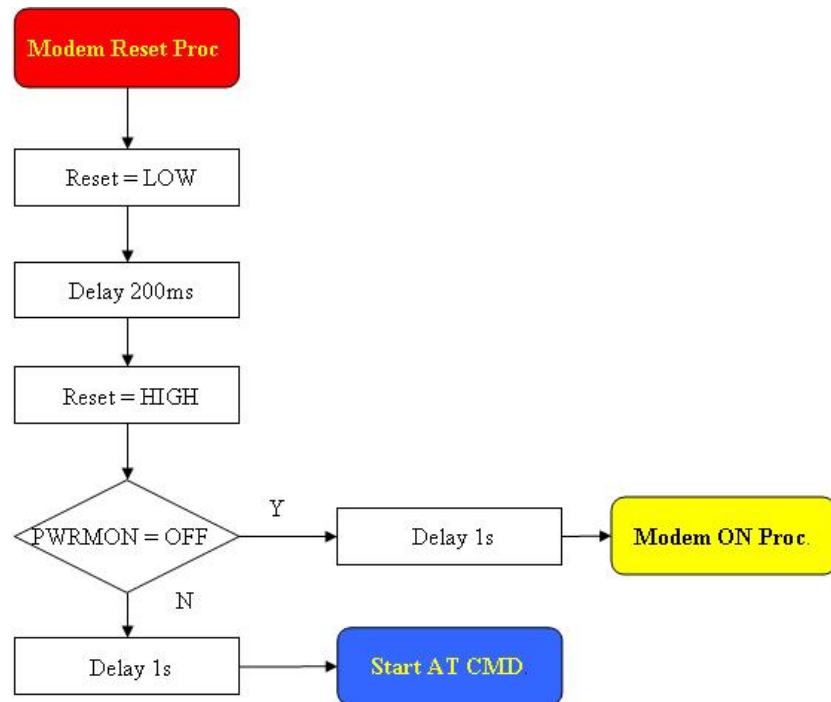 Modem Reset Proc
Reset = LOW
Delay 200ms
Reset = HIGH
PWRMON = OFF
Y
Delay 1s
Modem ON Proc.
N
Delay 1s
Start AT CMD.